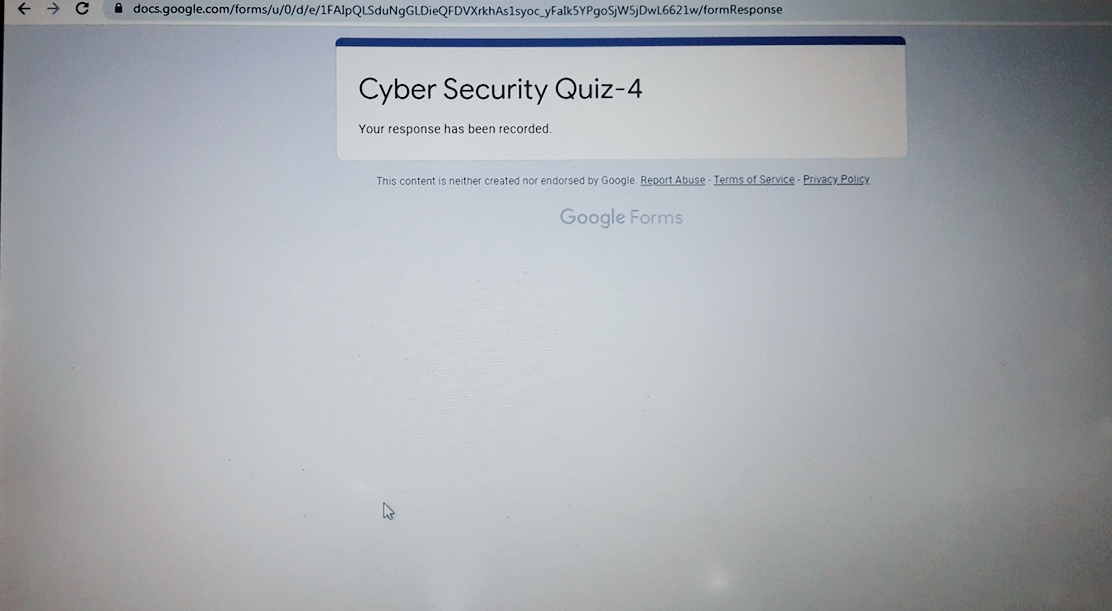 docs.google.com/forms/u/0/d/e/1FAIpQLSduNgGLDieQFDVXrkhAs1syoc_yFaIk5YPgoSjW5jDwL6621w/formResponse
Cyber Security Quiz-4
Your response has been recorded.
This content is neither created nor endorsed by Google. Report Abuse - Terms of Service - Privacy Policy
Google Forms